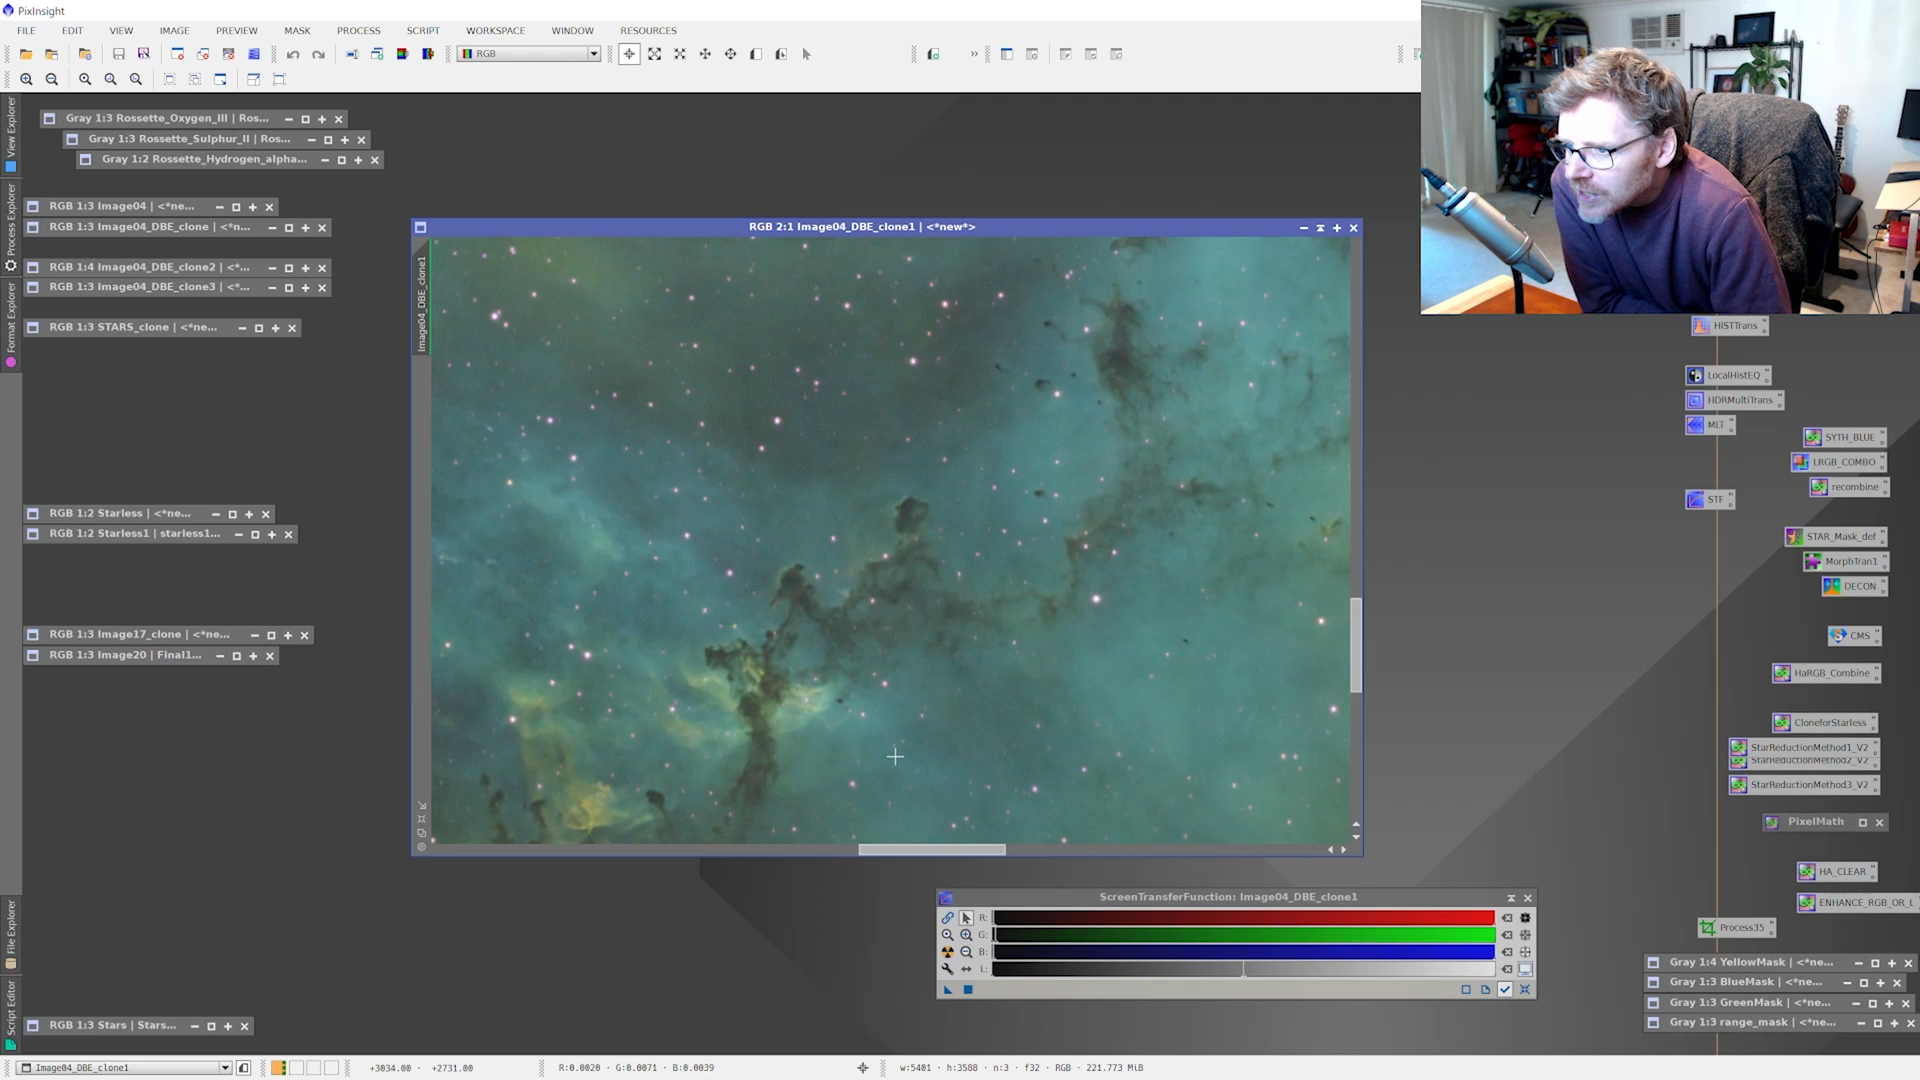 PixInsight
FILE EDIT VIEW IMAGE PREVIEW MASK PROCESS SCRIPT WORKSPACE WINDOW RESOURCES
RGB
»
View Explorer
Process Explorer
Format Explorer
File Explorer
Script Editor
Gray 1:3 Rossette_Oxygen_III | Ros...
Gray 1:3 Rossette_Sulphur_II | Ros...
Gray 1:2 Rossette_Hydrogen_alpha...
RGB 1:3 Image04 | <*ne...
RGB 1:3 Image04_DBE_clone | <*n...
RGB 1:4 Image04_DBE_clone2 | <*...
RGB 1:3 Image04_DBE_clone3 | <*...
RGB 1:3 STARS_clone | <*ne...
RGB 1:2 Starless | <*ne...
RGB 1:2 Starless1 | starless1...
RGB 1:3 Image17_clone | <*ne...
RGB 1:3 Image20 | Final1...
RGB 1:3 Stars | Stars...
RGB 2:1 Image04_DBE_clone1 | <*new*>
Image04_DBE_clone1
HISTTrans
LocalHistEQ
HDRMultiTrans
MLT
SYTH_BLUE
LRGB_COMBO
recombine
STF
STAR_Mask_def
MorphTran1
DECON
CMS
HaRGB_Combine
CloneforStarless
StarReductionMethod1_V2
StarReductionMethod2_V2
StarReductionMethod3_V2
PixelMath
HA_CLEAR
ENHANCE_RGB_OR_L
Process35
Gray 1:4 YellowMask | <*ne...
Gray 1:3 BlueMask | <*ne...
Gray 1:3 GreenMask | <*ne...
Gray 1:3 range_mask | <*ne...
ScreenTransferFunction: Image04_DBE_clone1
R:
G:
B:
L:
Image04_DBE_clone1
+3034.00 · +2731.00
R:0.0020 · G:0.0071 · B:0.0039
w:5401 · h:3588 · n:3 · f32 · RGB · 221.773 MiB